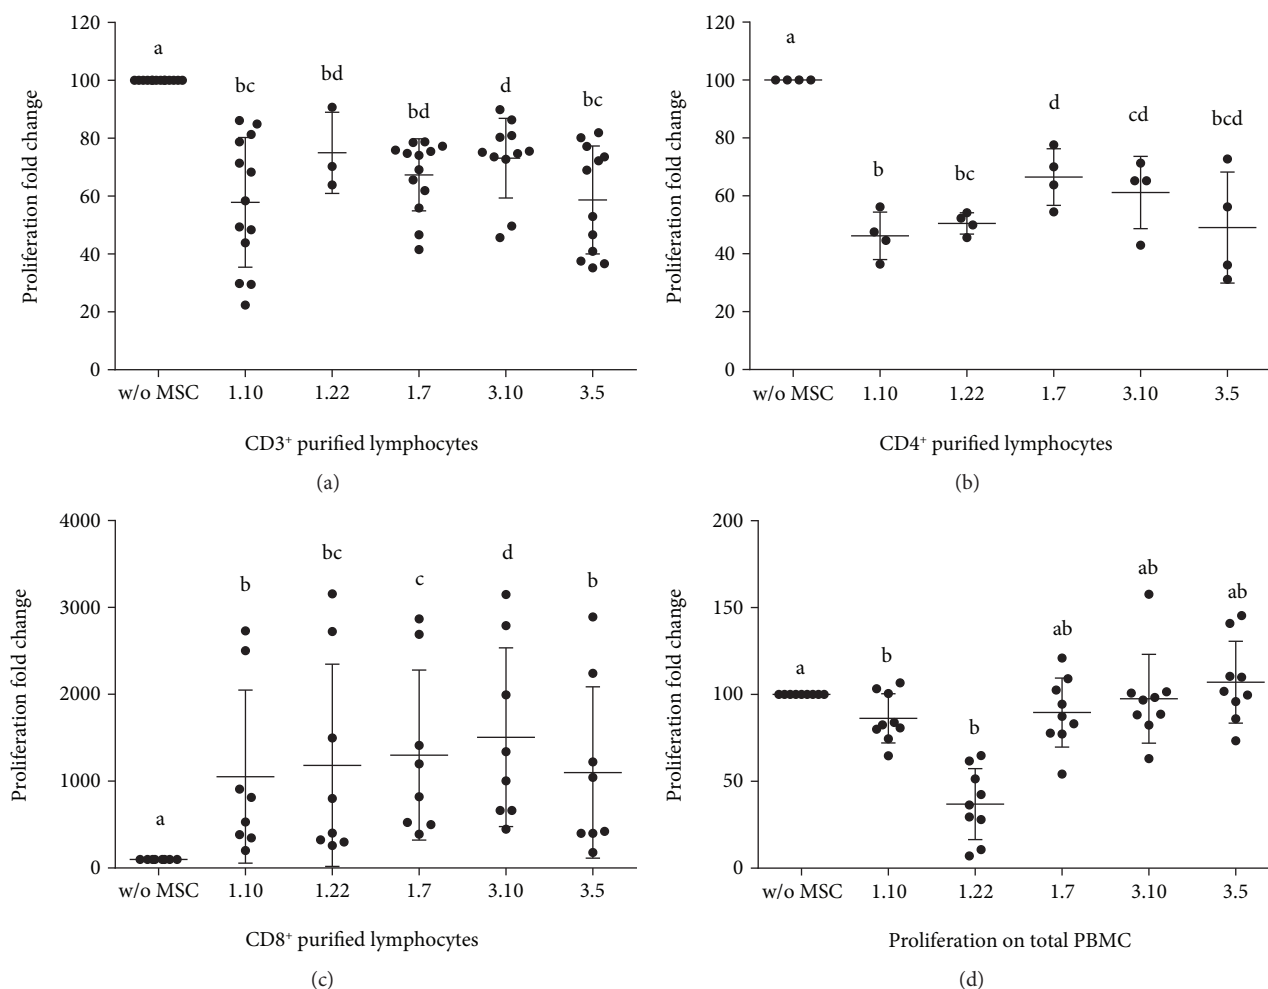 120
100
80
60
40
20
0
Proliferation fold change
a
bc
bd
bd
d
bc
w/o MSC 1.10 1.22 1.7 3.10 3.5
CD3+ purified lymphocytes
(a)
120
100
80
60
40
20
0
Proliferation fold change
a
b
bc
d
cd
bcd
w/o MSC 1.10 1.22 1.7 3.10 3.5
CD4+ purified lymphocytes
(b)
4000
3000
2000
1000
0
Proliferation fold change
a
b
bc
c
d
b
w/o MSC 1.10 1.22 1.7 3.10 3.5
CD8+ purified lymphocytes
(c)
200
150
100
50
0
Proliferation fold change
a
b
b
ab
ab
ab
w/o MSC 1.10 1.22 1.7 3.10 3.5
Proliferation on total PBMC
(d)